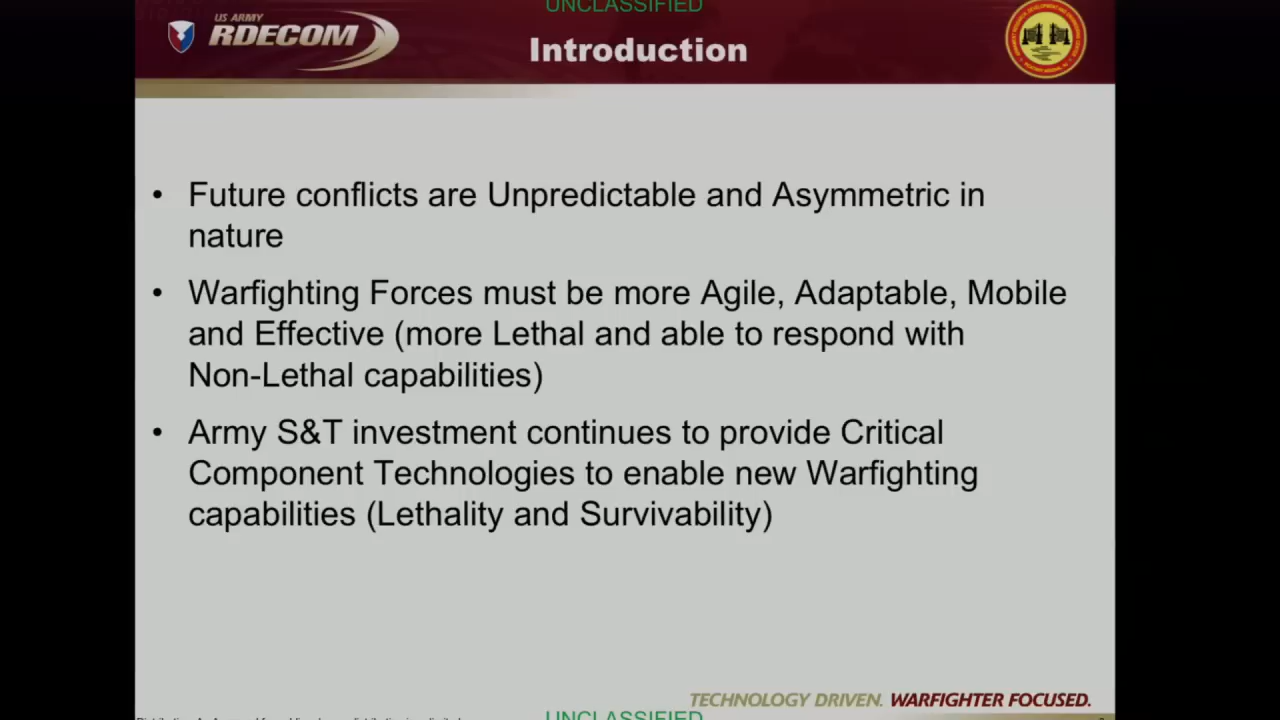 UNCLASSIFIED
US ARMY
RDECOM
Introduction
• Future conflicts are Unpredictable and Asymmetric in
nature
• Warfighting Forces must be more Agile, Adaptable, Mobile
and Effective (more Lethal and able to respond with
Non-Lethal capabilities)
• Army S&T investment continues to provide Critical
Component Technologies to enable new Warfighting
capabilities (Lethality and Survivability)
TECHNOLOGY DRIVEN. WARFIGHTER FOCUSED.
UNCLASSIFIED